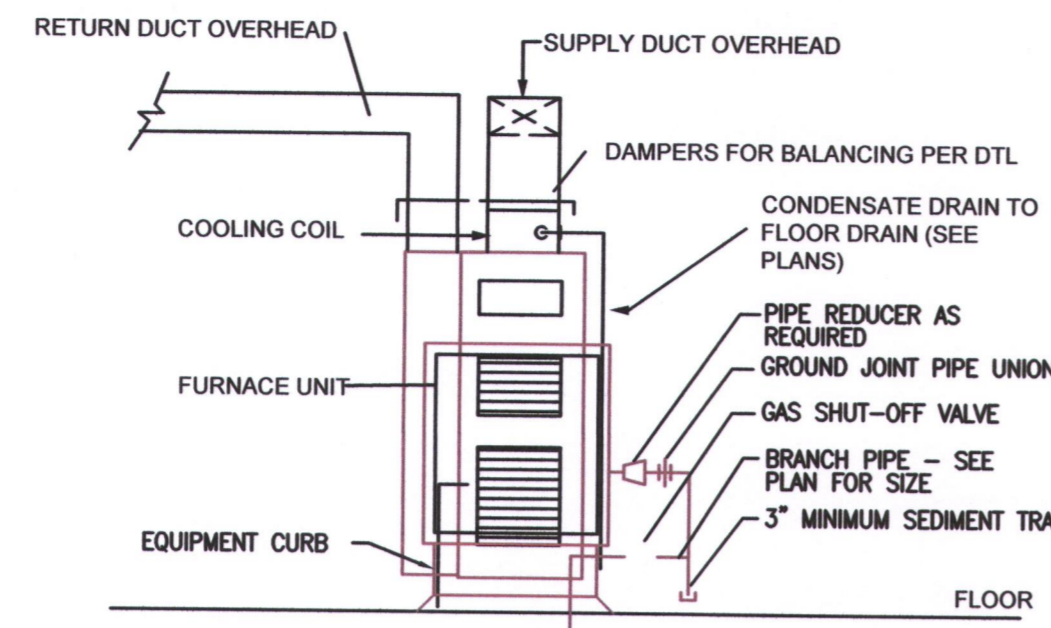 RETURN DUCT OVERHEAD
SUPPLY DUCT OVERHEAD
DAMPERS FOR BALANCING PER DTL
COOLING COIL
CONDENSATE DRAIN TO
FLOOR DRAIN (SEE
PLANS)
PIPE REDUCER AS
REQUIRED
GROUND JOINT PIPE UNION
FURNACE UNIT
GAS SHUT-OFF VALVE
BRANCH PIPE - SEE
PLAN FOR SIZE
3" MINIMUM SEDIMENT TRA
EQUIPMENT CURB
FLOOR